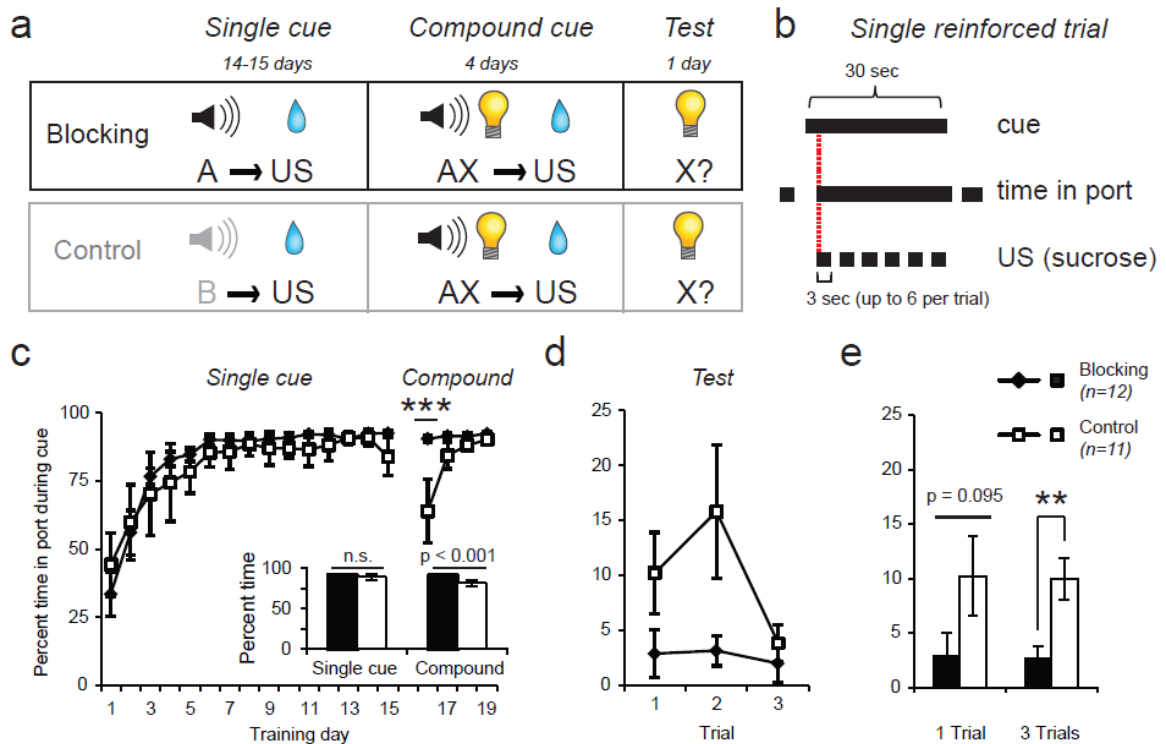 a
Single cue
Compound cue
Test
14-15 days
4 days
1 day
Blocking
A → US
AX → US
X?
Control
B → US
AX → US
X?
b
Single reinforced trial
30 sec
cue
time in port
US (sucrose)
3 sec (up to 6 per trial)
c
Single cue
Compound
***
Percent time in port during cue
100
75
50
25
0
1 3 5 7 9 11 13 15 17 19
Training day
n.s.
p < 0.001
Percent time
100
50
0
Single cue
Compound
d
Test
25
20
15
10
5
0
1 2 3
Trial
e
Blocking
(n=12)
Control
(n=11)
25
20
15
10
5
0
p = 0.095
**
1 Trial
3 Trials